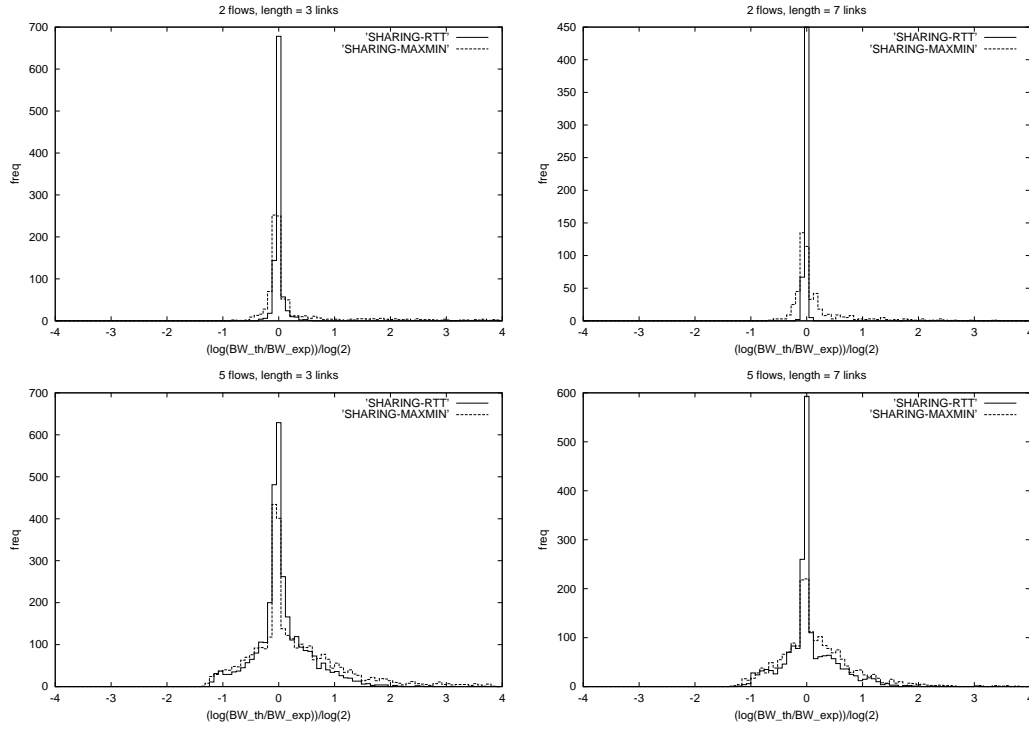 2 flows, length = 3 links
700
600
500
400
300
200
100
0
freq
'SHARING-RTT'
'SHARING-MAXMIN'
-4 -3 -2 -1 0 1 2 3 4
(log(BW_th/BW_exp))/log(2)
2 flows, length = 7 links
450
400
350
300
250
200
150
100
50
0
freq
'SHARING-RTT'
'SHARING-MAXMIN'
-4 -3 -2 -1 0 1 2 3 4
(log(BW_th/BW_exp))/log(2)
5 flows, length = 3 links
700
600
500
400
300
200
100
0
freq
'SHARING-RTT'
'SHARING-MAXMIN'
-4 -3 -2 -1 0 1 2 3 4
(log(BW_th/BW_exp))/log(2)
5 flows, length = 7 links
600
500
400
300
200
100
0
freq
'SHARING-RTT'
'SHARING-MAXMIN'
-4 -3 -2 -1 0 1 2 3 4
(log(BW_th/BW_exp))/log(2)